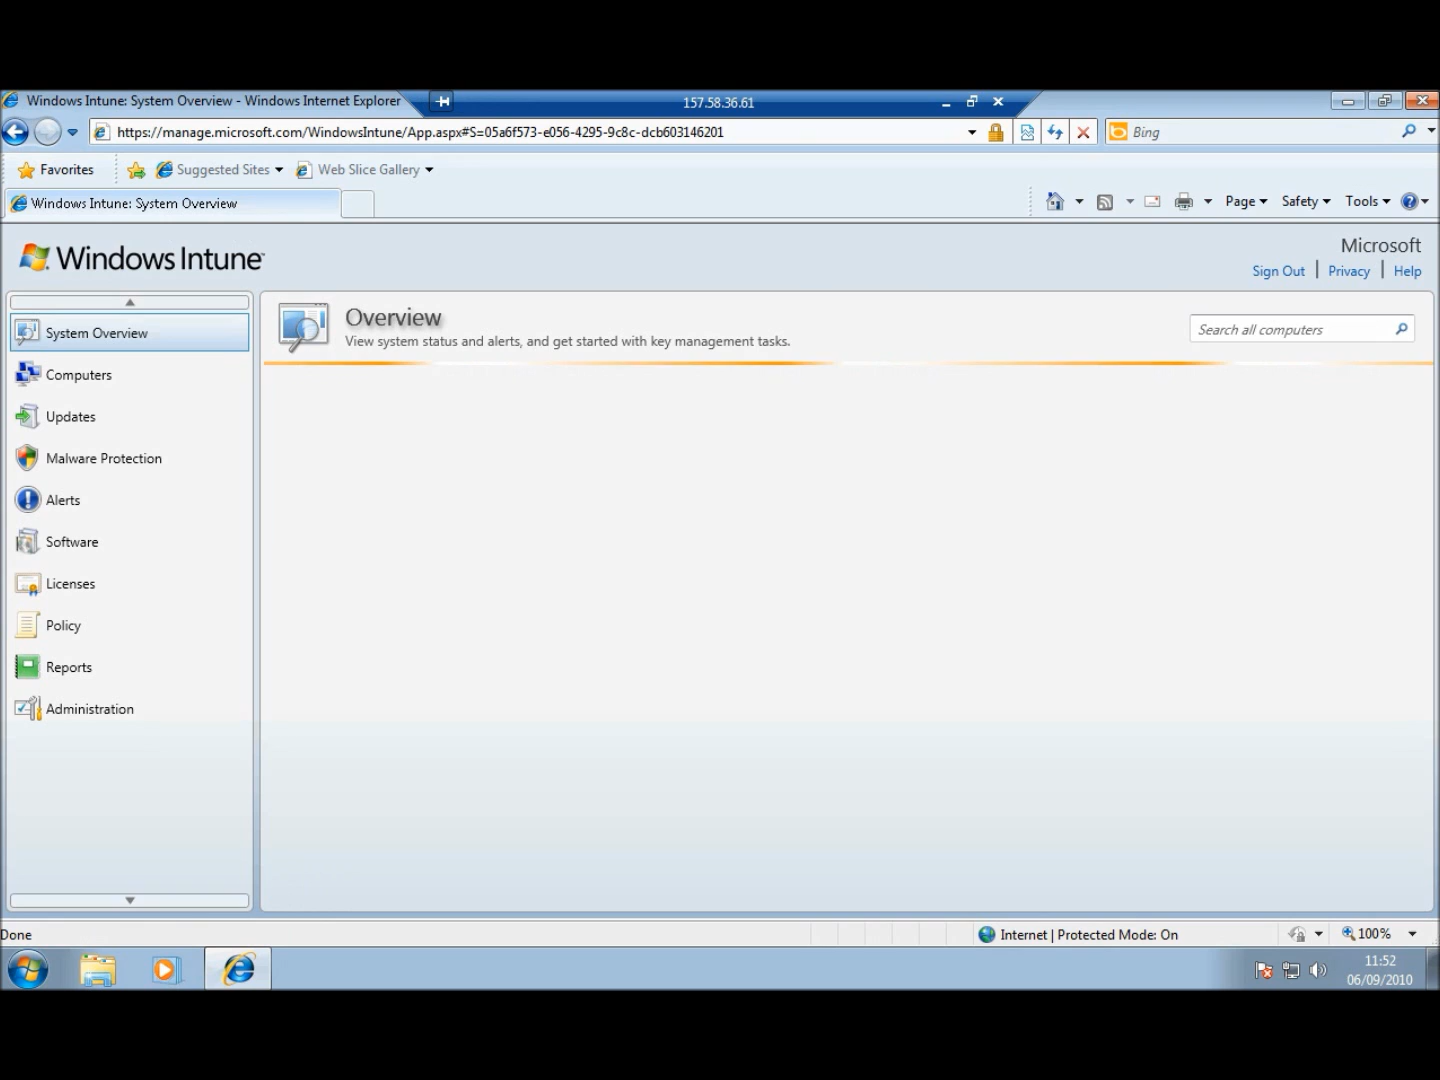 Windows Intune: System Overview - Windows Internet Explorer
157.58.36.61
https://manage.microsoft.com/WindowsIntune/App.aspx#S=05a6f573-e056-4295-9c8c-dcb603146201
Bing
Favorites
Suggested Sites
Web Slice Gallery
Windows Intune: System Overview
Page
Safety
Tools
Windows Intune
Microsoft
Sign Out
Privacy
Help
System Overview
Computers
Updates
Malware Protection
Alerts
Software
Licenses
Policy
Reports
Administration
Overview
View system status and alerts, and get started with key management tasks.
Search all computers
Done
Internet | Protected Mode: On
100%
11:52
06/09/2010